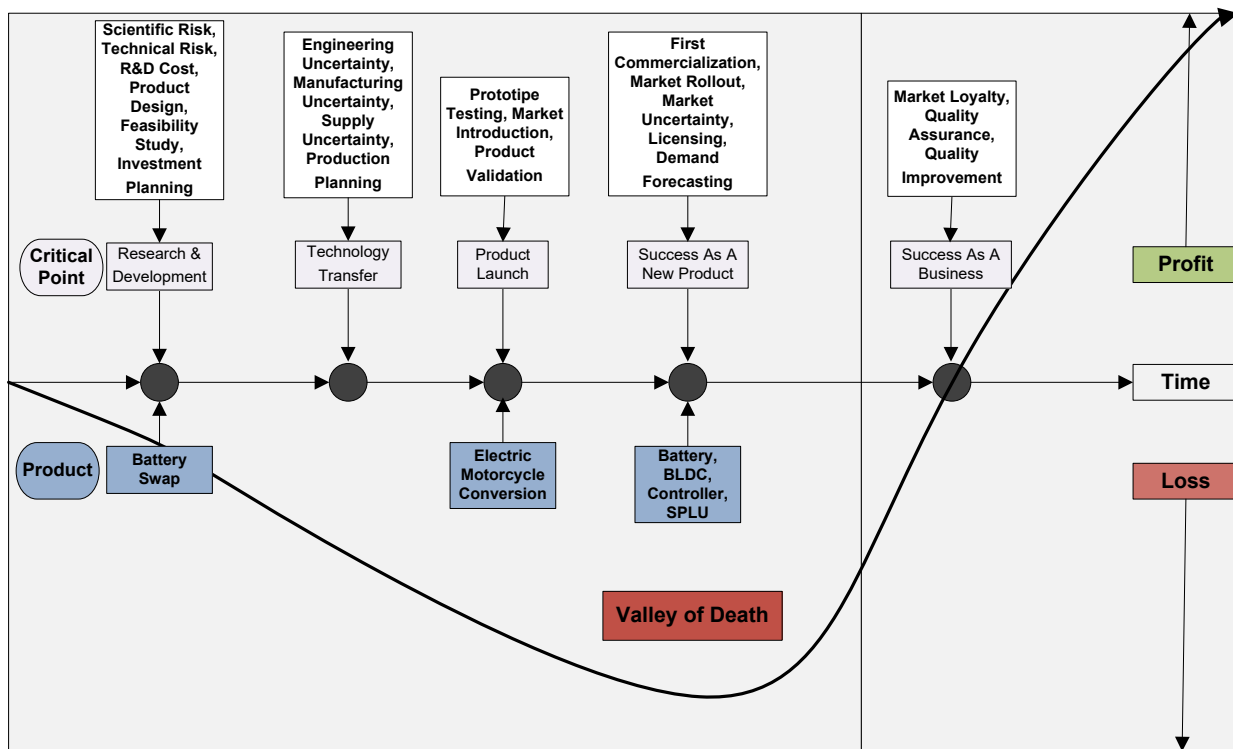 Scientific Risk,
Technical Risk,
R&D Cost,
Product
Design,
Feasibility
Study,
Investment
Planning
Engineering
Uncertainty,
Manufacturing
Uncertainty,
Supply
Uncertainty,
Production
Planning
Prototipe
Testing, Market
Introduction,
Product
Validation
First
Commercialization,
Market Rollout,
Market
Uncertainty,
Licensing,
Demand
Forecasting
Market Loyalty,
Quality
Assurance,
Quality
Improvement
Critical
Point
Research &
Development
Technology
Transfer
Product
Launch
Success As A
New Product
Success As A
Business
Profit
Time
Product
Battery
Swap
Electric
Motorcycle
Conversion
Battery,
BLDC,
Controller,
SPLU
Loss
Valley of Death